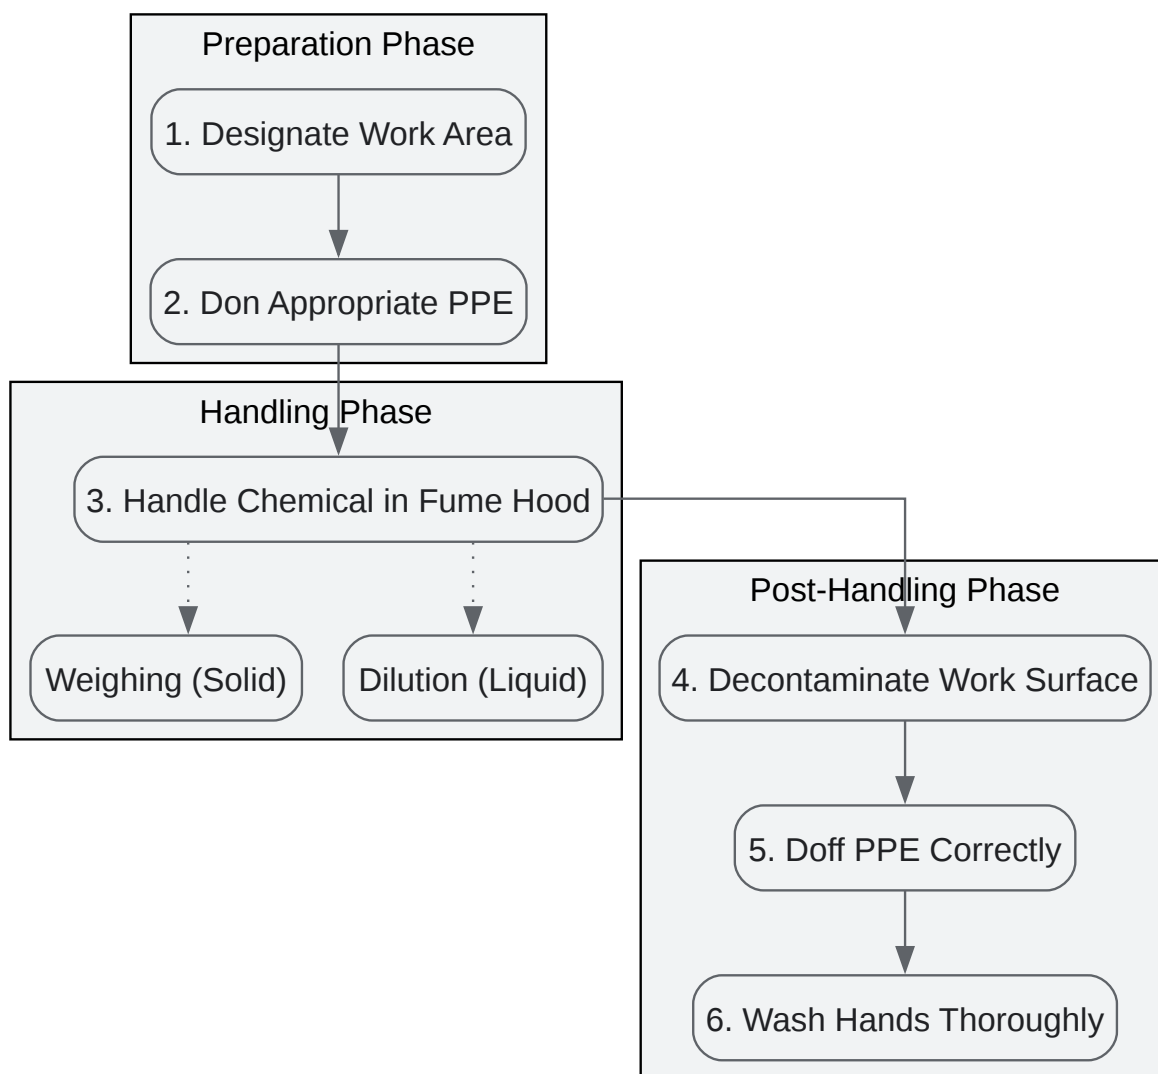 Preparation Phase
1. Designate Work Area
2. Don Appropriate PPE
Handling Phase
3. Handle Chemical in Fume Hood
Weighing (Solid)
Dilution (Liquid)
Post-Handling Phase
4. Decontaminate Work Surface
5. Doff PPE Correctly
6. Wash Hands Thoroughly